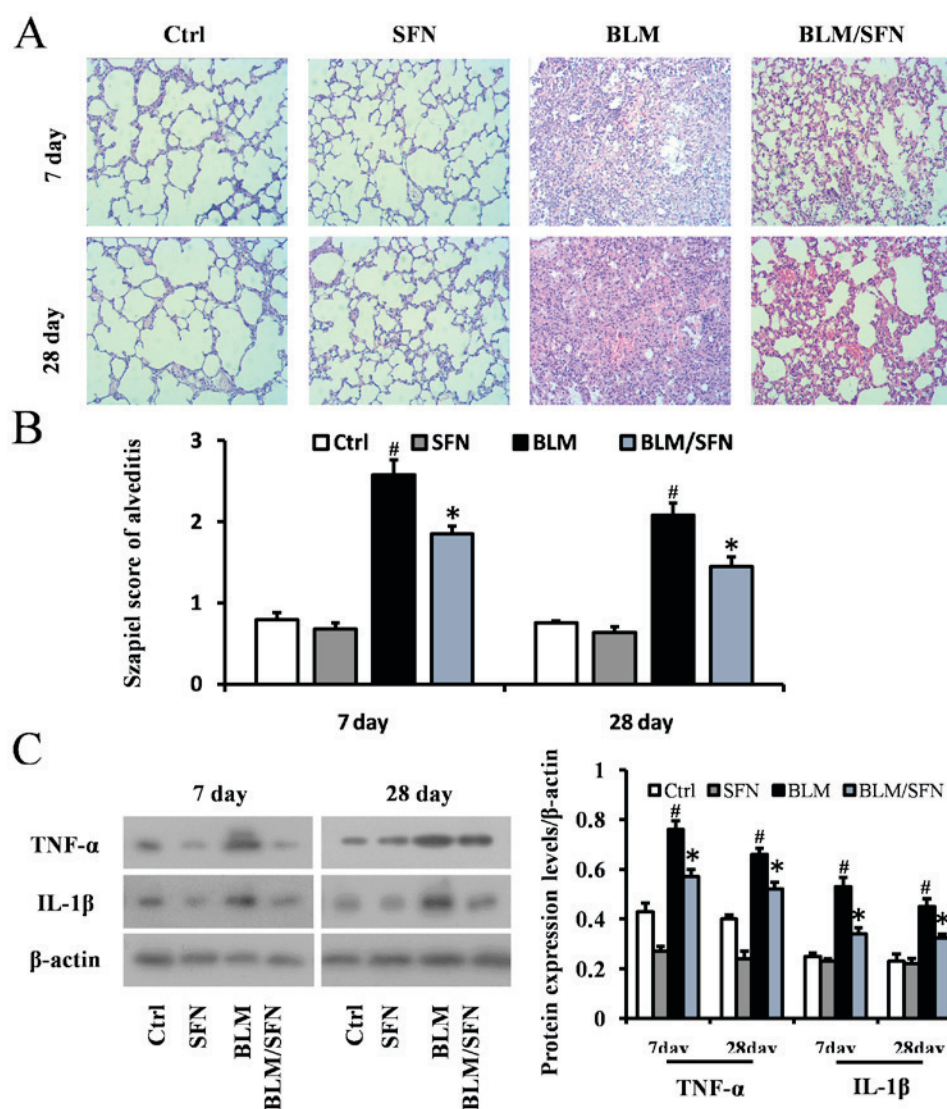 A
Ctrl SFN BLM BLM/SFN
7 day
28 day
B
Szapiel score of alveditis
3
2
1
0
Ctrl SFN BLM BLM/SFN
# * # *
7 day 28 day
C
7 day 28 day
TNF-α
IL-1β
β-actin
Ctrl SFN BLM BLM/SFN Ctrl SFN BLM BLM/SFN
Protein expression levels/β-actin
1
0.8
0.6
0.4
0.2
0
Ctrl SFN BLM BLM/SFN
# * # * # * # *
7day 28day 7day 28day
TNF-α IL-1β